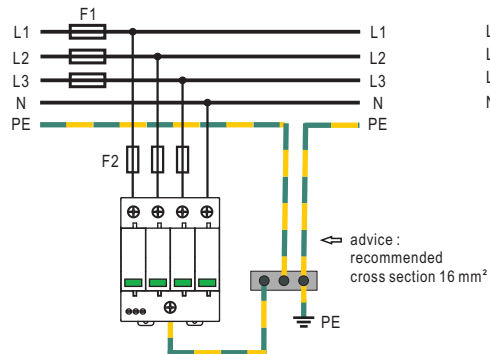 F1
L1 L1 L
L2 L2 L
L3 L3 L
N N N
PE PE
F2
advice :
recommended
cross section 16 mm²
PE